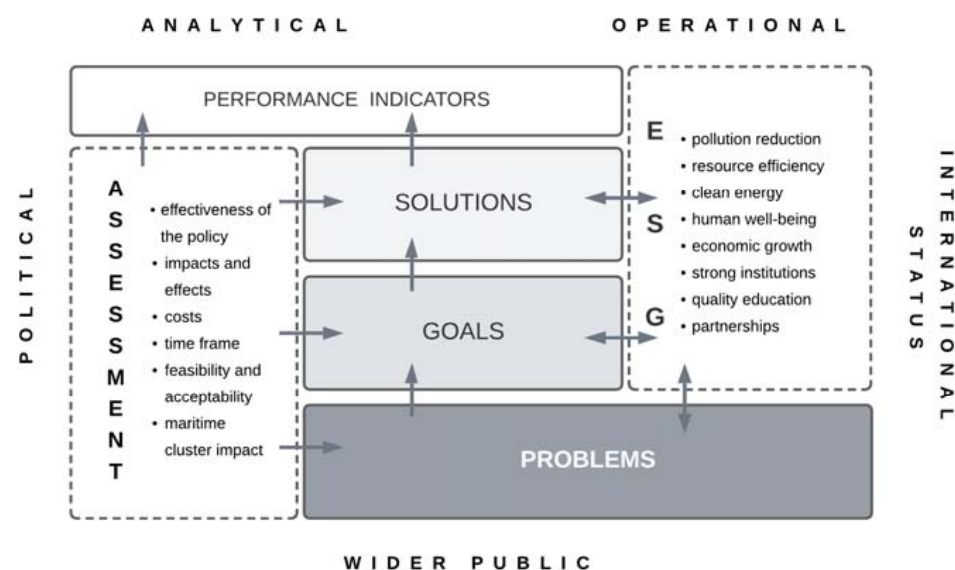 ANALYTICAL
OPERATIONAL
POLITICAL
PERFORMANCE INDICATORS
ASSESSMENT
• effectiveness of
the policy
• impacts and
effects
• costs
• time frame
• feasibility and
acceptability
• maritime
cluster impact
SOLUTIONS
GOALS
PROBLEMS
E
S
G
• pollution reduction
• resource efficiency
• clean energy
• human well-being
• economic growth
• strong institutions
• quality education
• partnerships
INTERNATIONAL
STATUS
WIDER PUBLIC